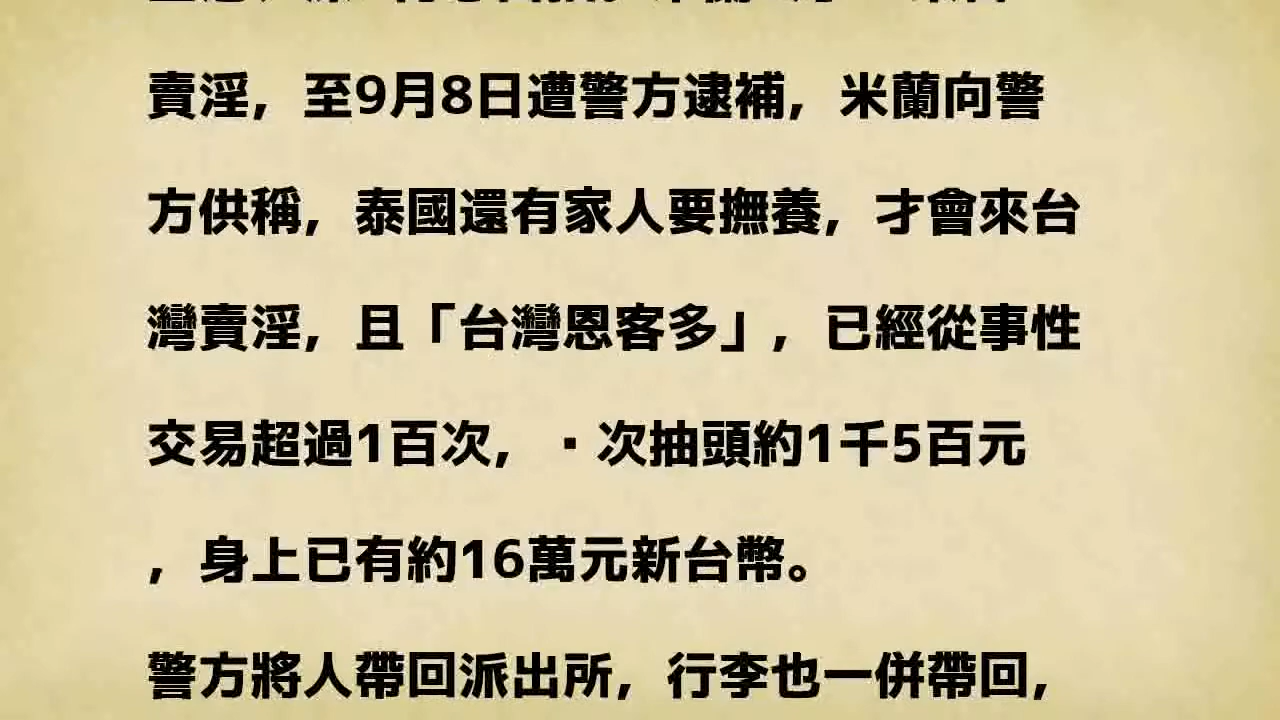 賣淫，至9月8日遭警方逮補，米蘭向警
方供稱，泰國還有家人要撫養，才會來台
灣賣淫，且「台灣恩客多」，已經從事性
交易超過1百次，▪次抽頭約1千5百元
，身上已有約16萬元新台幣。
警方將人帶回派出所，行李也一併帶回，